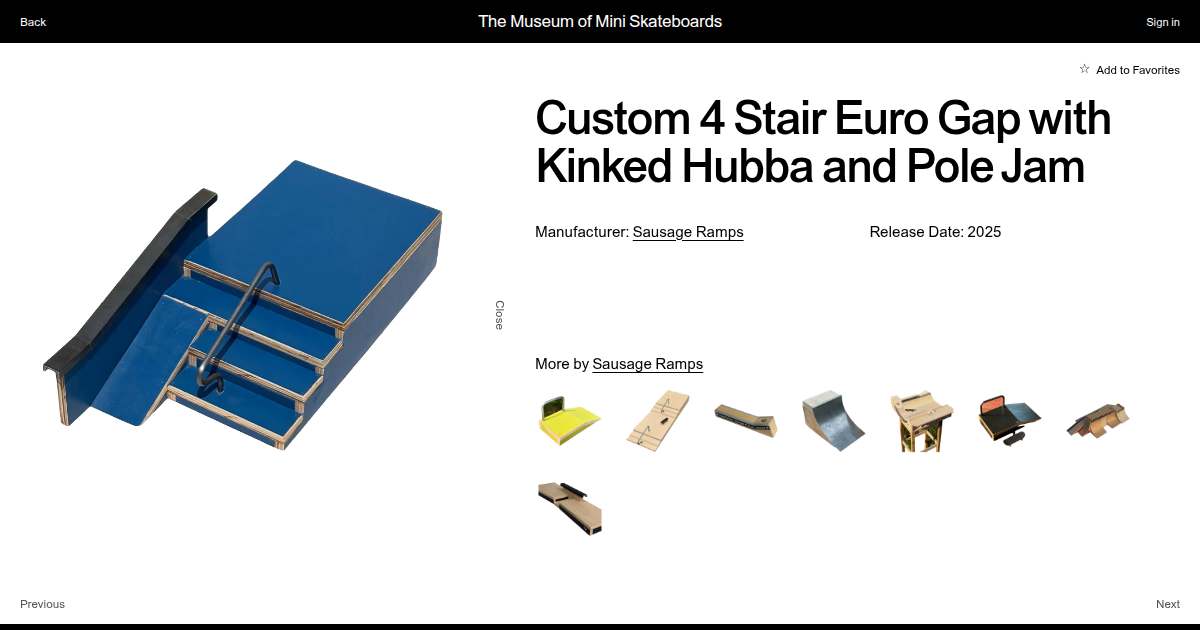 Back
The Museum of Mini Skateboards
Sign in
☆ Add to Favorites
Custom 4 Stair Euro Gap with
Kinked Hubba and Pole Jam
Manufacturer: Sausage Ramps
Release Date: 2025
Close
More by Sausage Ramps
Previous
Next